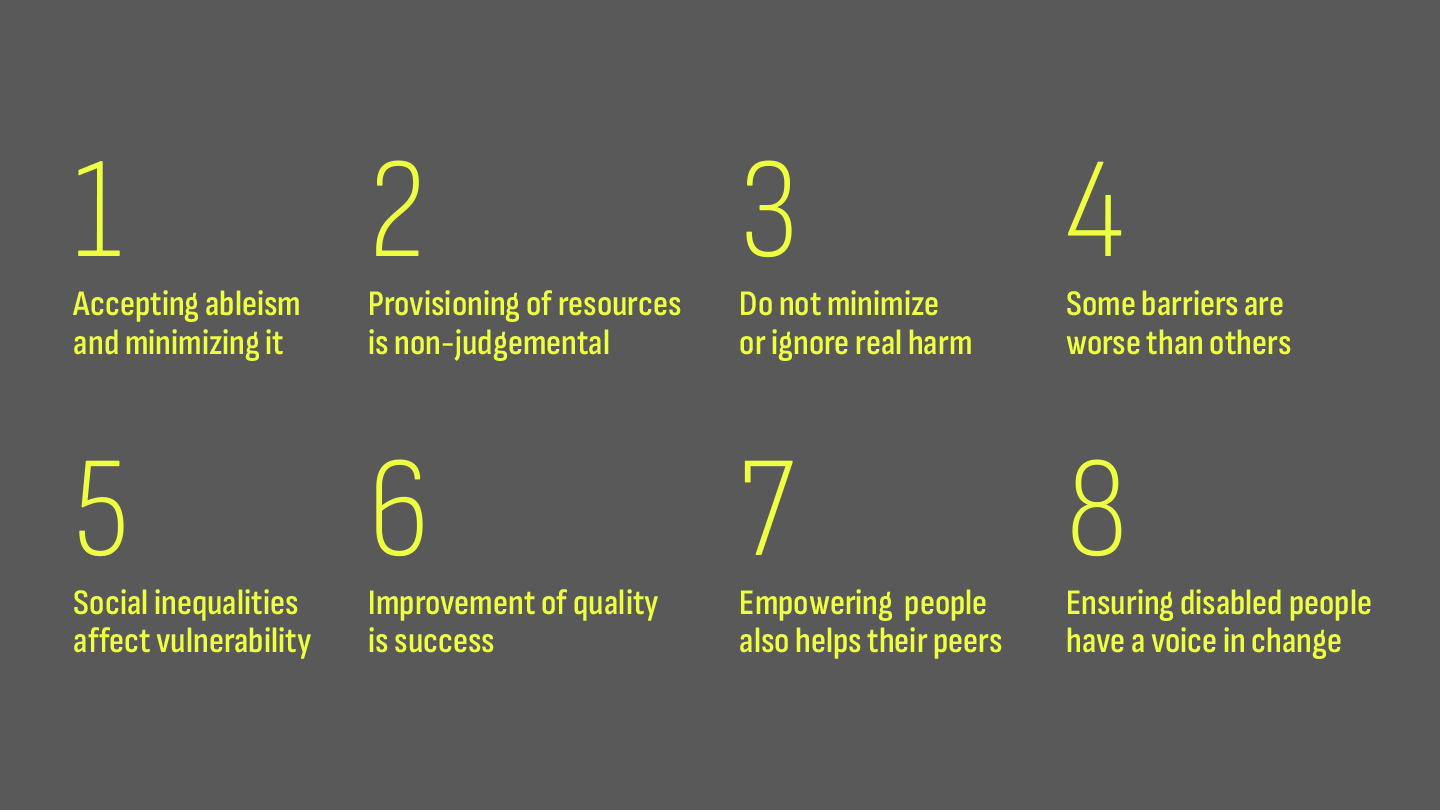 1
Accepting ableism
and minimizing it
2
Provisioning of resources
is non-judgemental
3
Do not minimize
or ignore real harm
4
Some barriers are
worse than others
5
Social inequalities
affect vulnerability
6
Improvement of quality
is success
7
Empowering  people
also helps their peers
8
Ensuring disabled people
have a voice in change